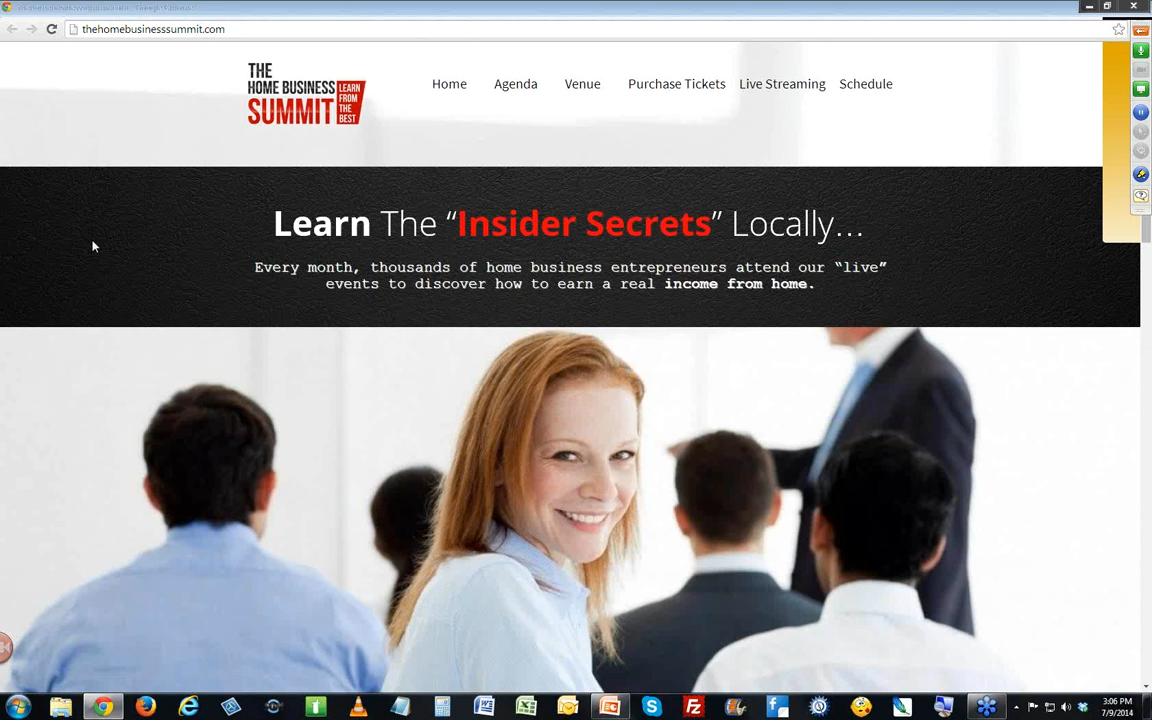 thehomebusinesssummit.com
THE
HOME BUSINESS
SUMMIT
LEARN
FROM
THE
BEST
Home Agenda Venue Purchase Tickets Live Streaming Schedule
Learn The “Insider Secrets” Locally...
Every month, thousands of home business entrepreneurs attend our “live”
events to discover how to earn a real income from home.
3:06 PM
7/9/2014